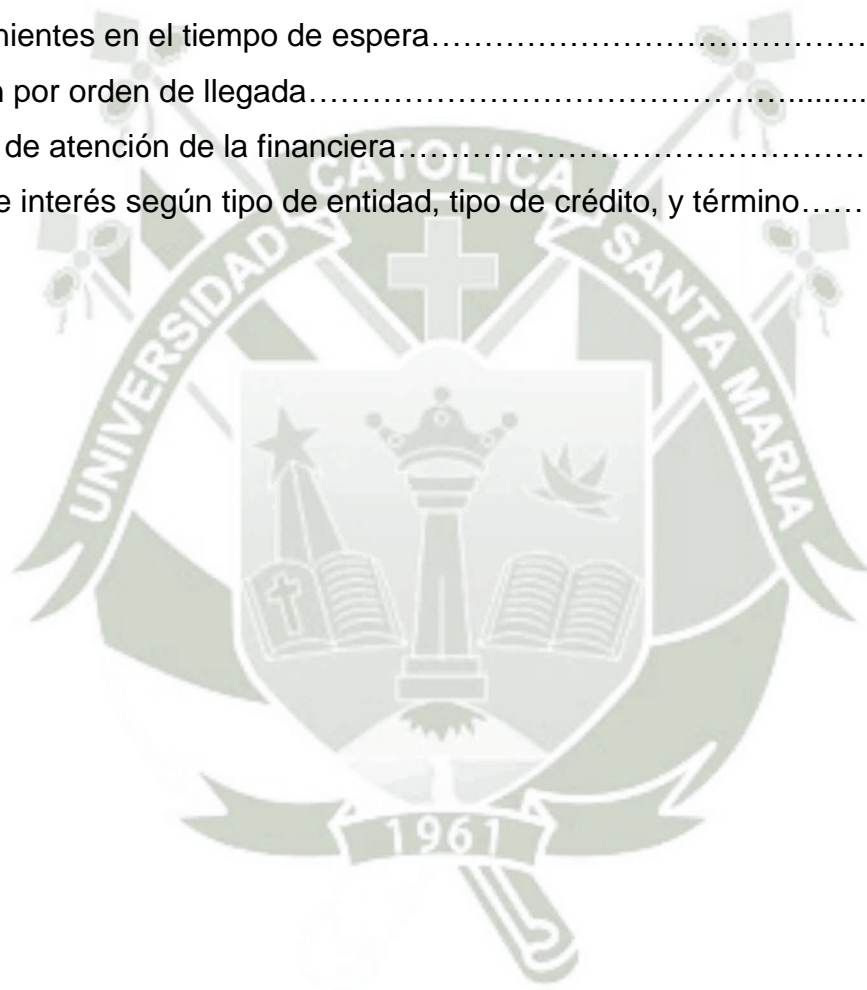 nientes en el tiempo de espera……………………………………
n por orden de llegada……………………………………….........
de atención de la financiera……………………………………
e interés según tipo de entidad, tipo de crédito, y término……
CATOLICA
UNIVERSIDAD
SANTA MARIA
1961